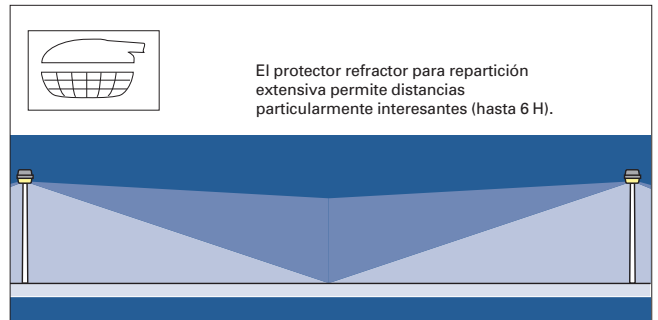 El protector refractor para repartición
extensiva permite distancias
particularmente interesantes (hasta 6 H).